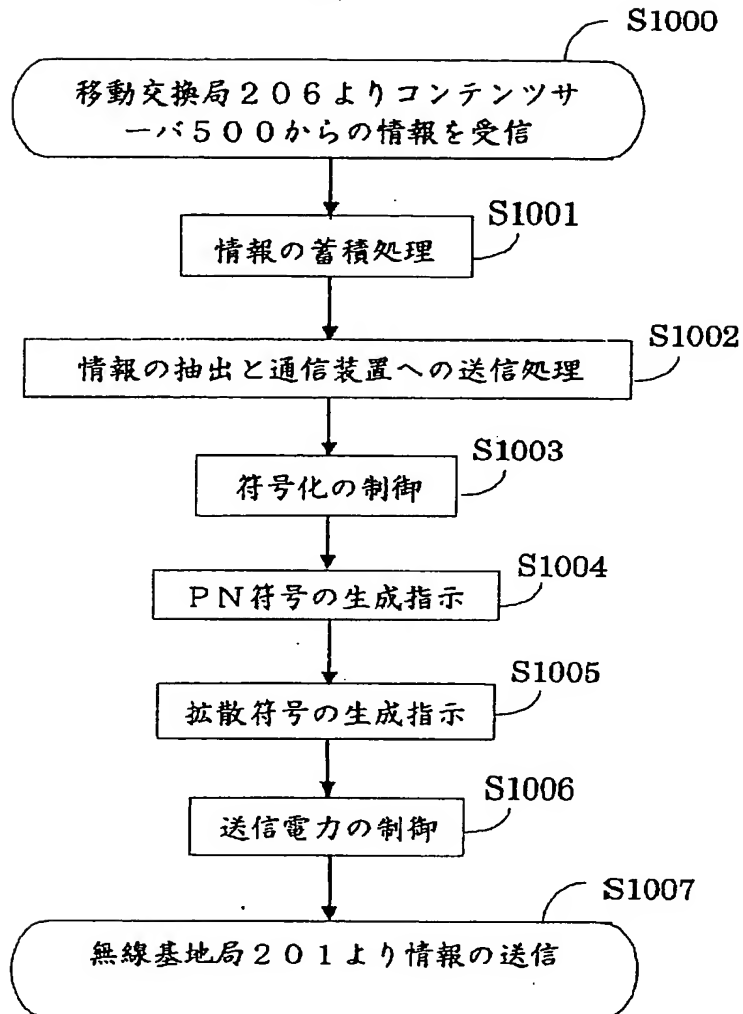 S1000
移動交換局206よりコンテンツサ
ーバ500からの情報を受信
S1001
情報の蓄積処理
S1002
情報の抽出と通信装置への送信処理
S1003
符号化の制御
S1004
PN符号の生成指示
S1005
拡散符号の生成指示
S1006
送信電力の制御
S1007
無線基地局201より情報の送信